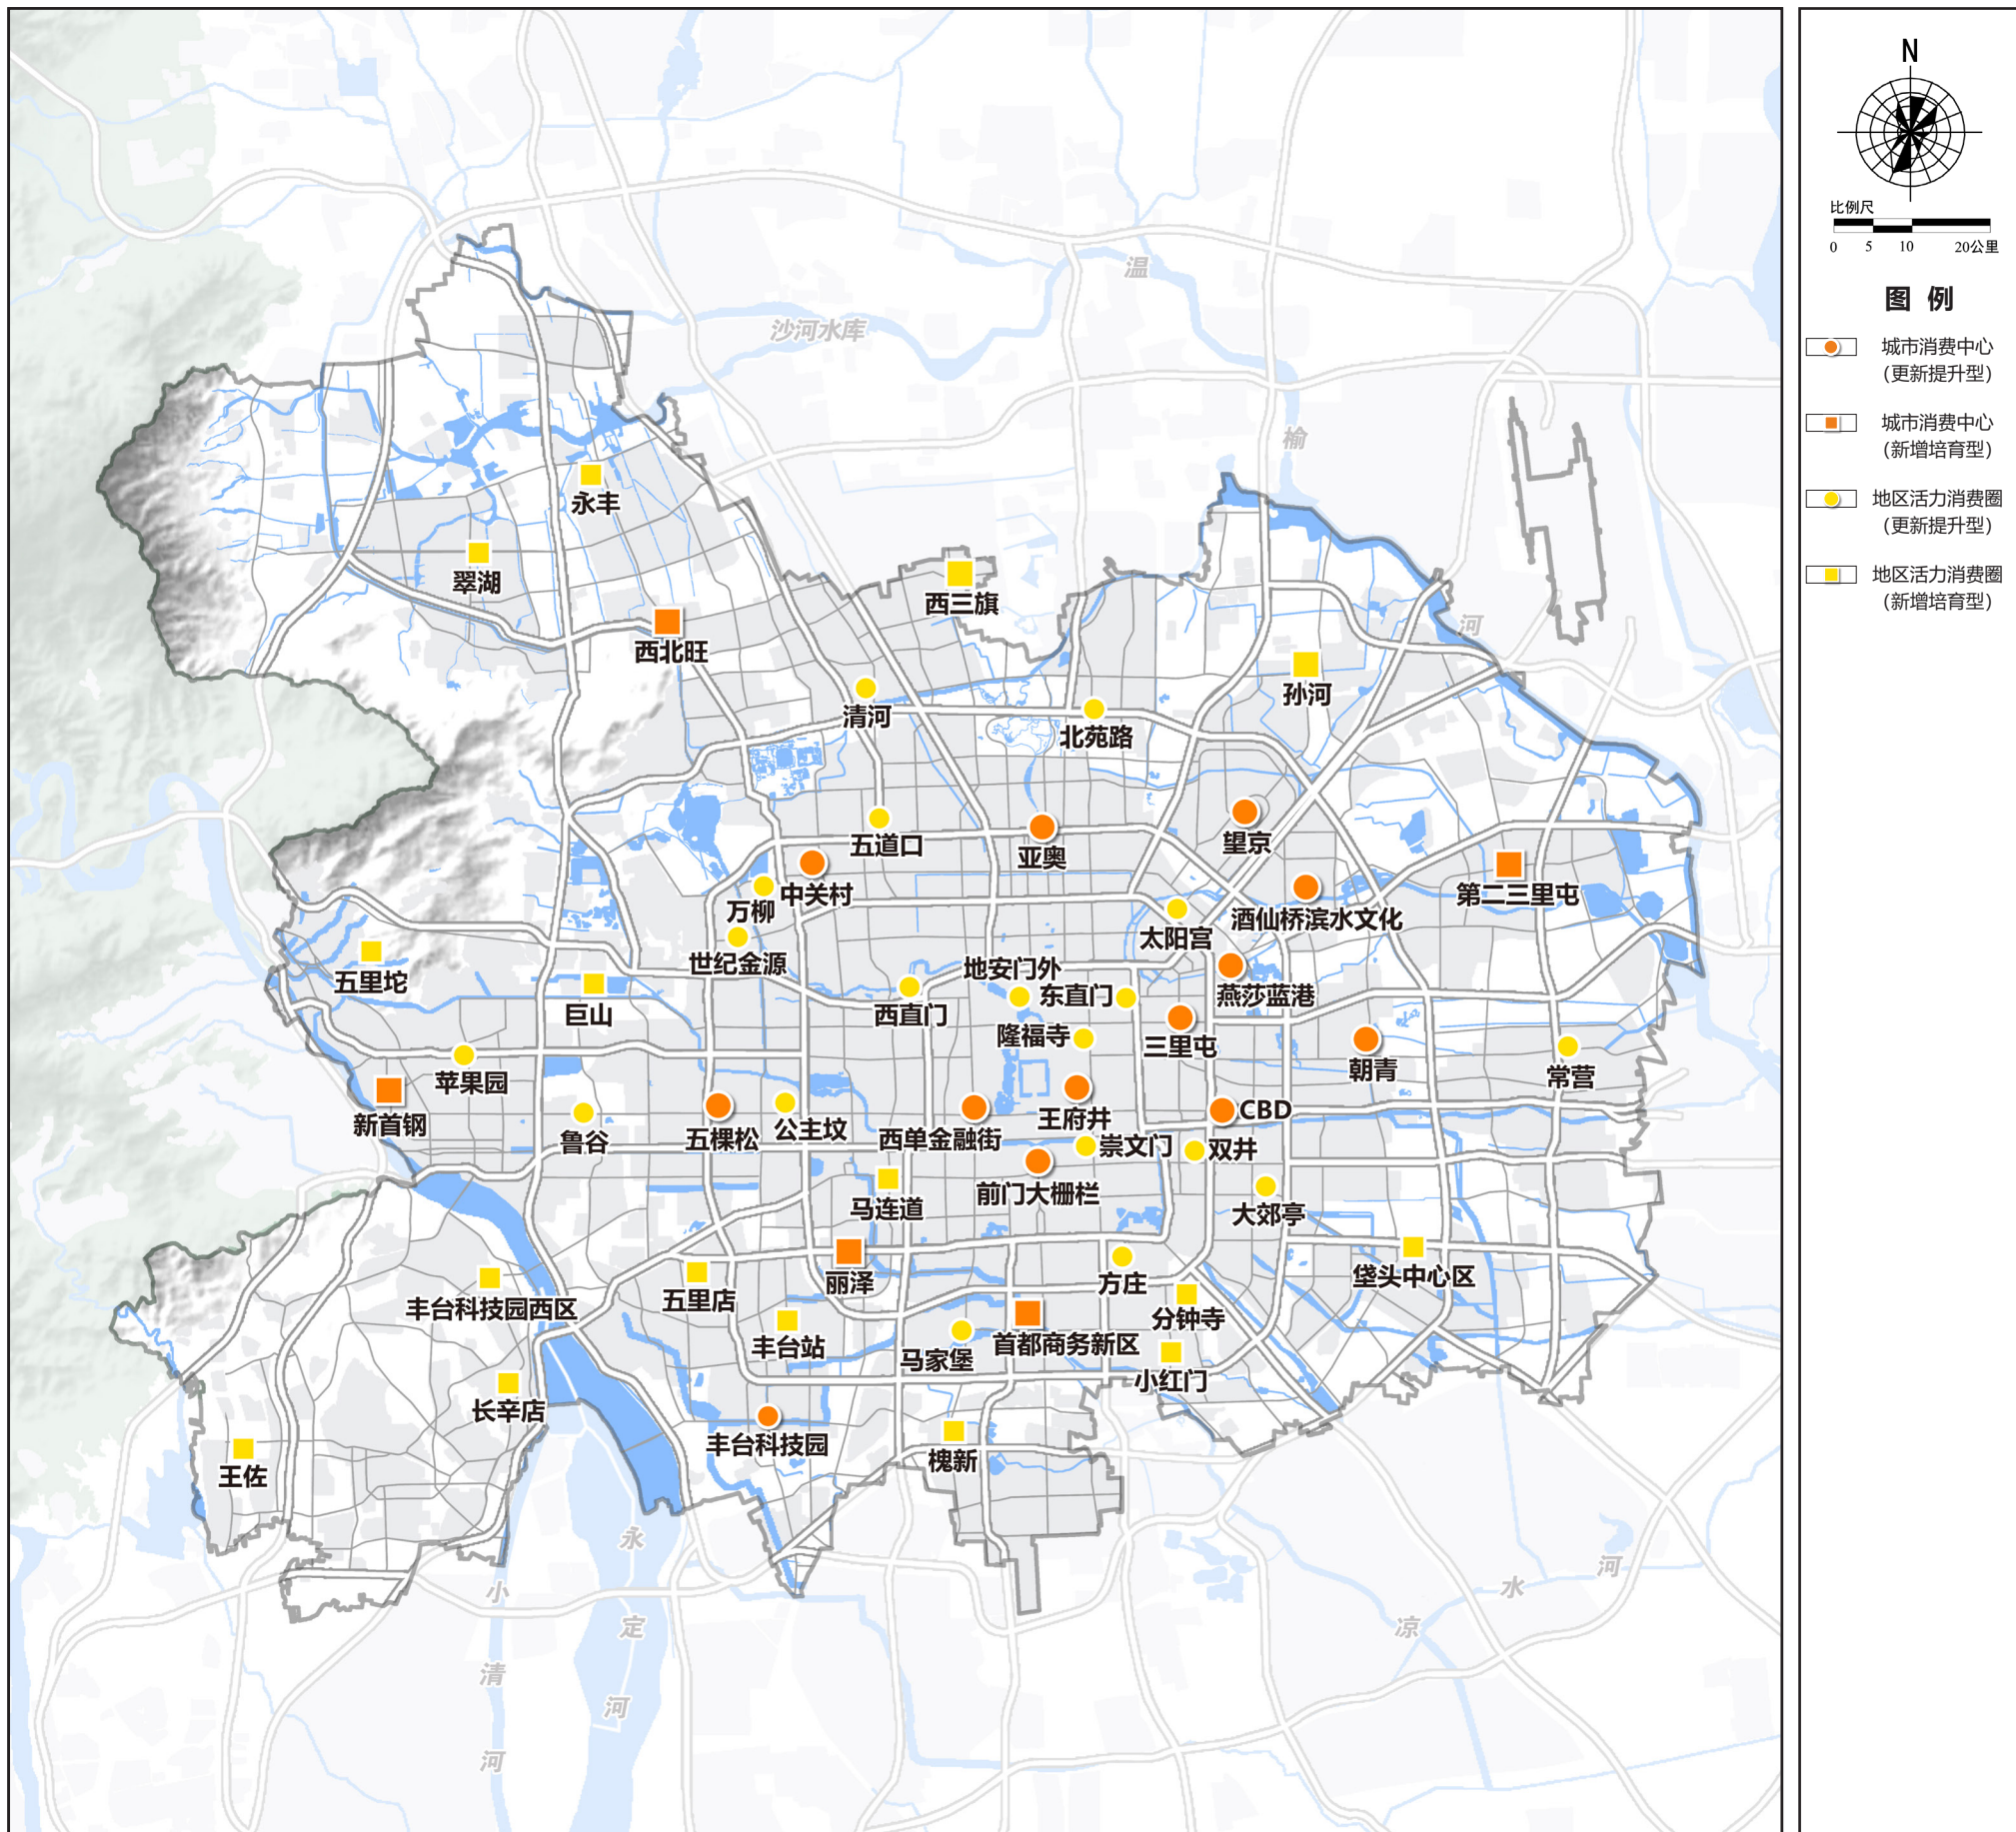 温
沙河水库
榆
永丰
翠湖
西三旗
河
西北旺
孙河
清河
北苑路
五道口
亚奥
望京
中关村
万柳
第二三里屯
酒仙桥滨水文化
太阳宫
世纪金源
地安门外
五里坨
巨山
西直门
东直门
燕莎蓝港
隆福寺
三里屯
朝青
常营
苹果园
新首钢
鲁谷
五棵松
公主坟
西单金融街
王府井
CBD
崇文门
双井
前门大栅栏
马连道
大郊亭
丽泽
方庄
垡头中心区
丰台科技园西区
五里店
分钟寺
丰台站
马家堡
首都商务新区
小红门
长辛店
丰台科技园
槐新
王佐
永
定
河
小
清
河
凉
水
河
N
比例尺
0 5 10 20公里
图 例
城市消费中心
（更新提升型）
城市消费中心
（新增培育型）
地区活力消费圈
（更新提升型）
地区活力消费圈
（新增培育型）